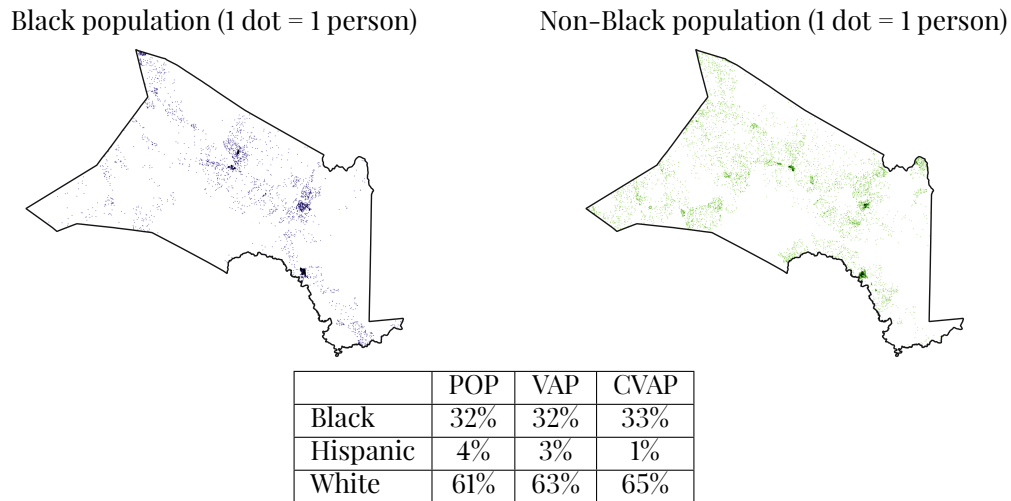 Black population (1 dot = 1 person) Non-Black population (1 dot = 1 person)
POP VAP CVAP
Black 32% 32% 33%
Hispanic 4% 3% 1%
White 61% 63% 65%